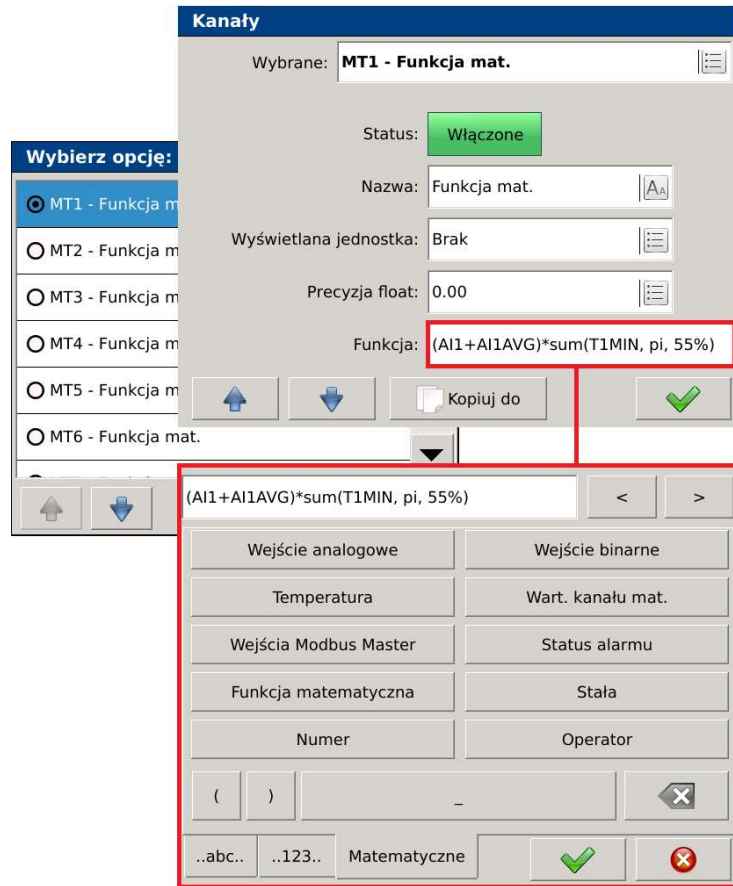 Kanały
Wybrane: MT1 - Funkcja mat.
Status: Włączone
Nazwa: Funkcja mat.
Wyświetlana jednostka: Brak
Precyzja float: 0.00
Funkcja: (AI1+AI1AVG)*sum(T1MIN, pi, 55%)
Kopiuj do
Wybierz opcję:
MT1 - Funkcja m
MT2 - Funkcja m
MT3 - Funkcja m
MT4 - Funkcja m
MT5 - Funkcja m
MT6 - Funkcja mat.
(AI1+AI1AVG)*sum(T1MIN, pi, 55%) < >
Wejście analogowe Wejście binarne
Temperatura Wart. kanału mat.
Wejścia Modbus Master Status alarmu
Funkcja matematyczna Stała
Numer Operator
( ) _
..abc.. ..123.. Matematyczne